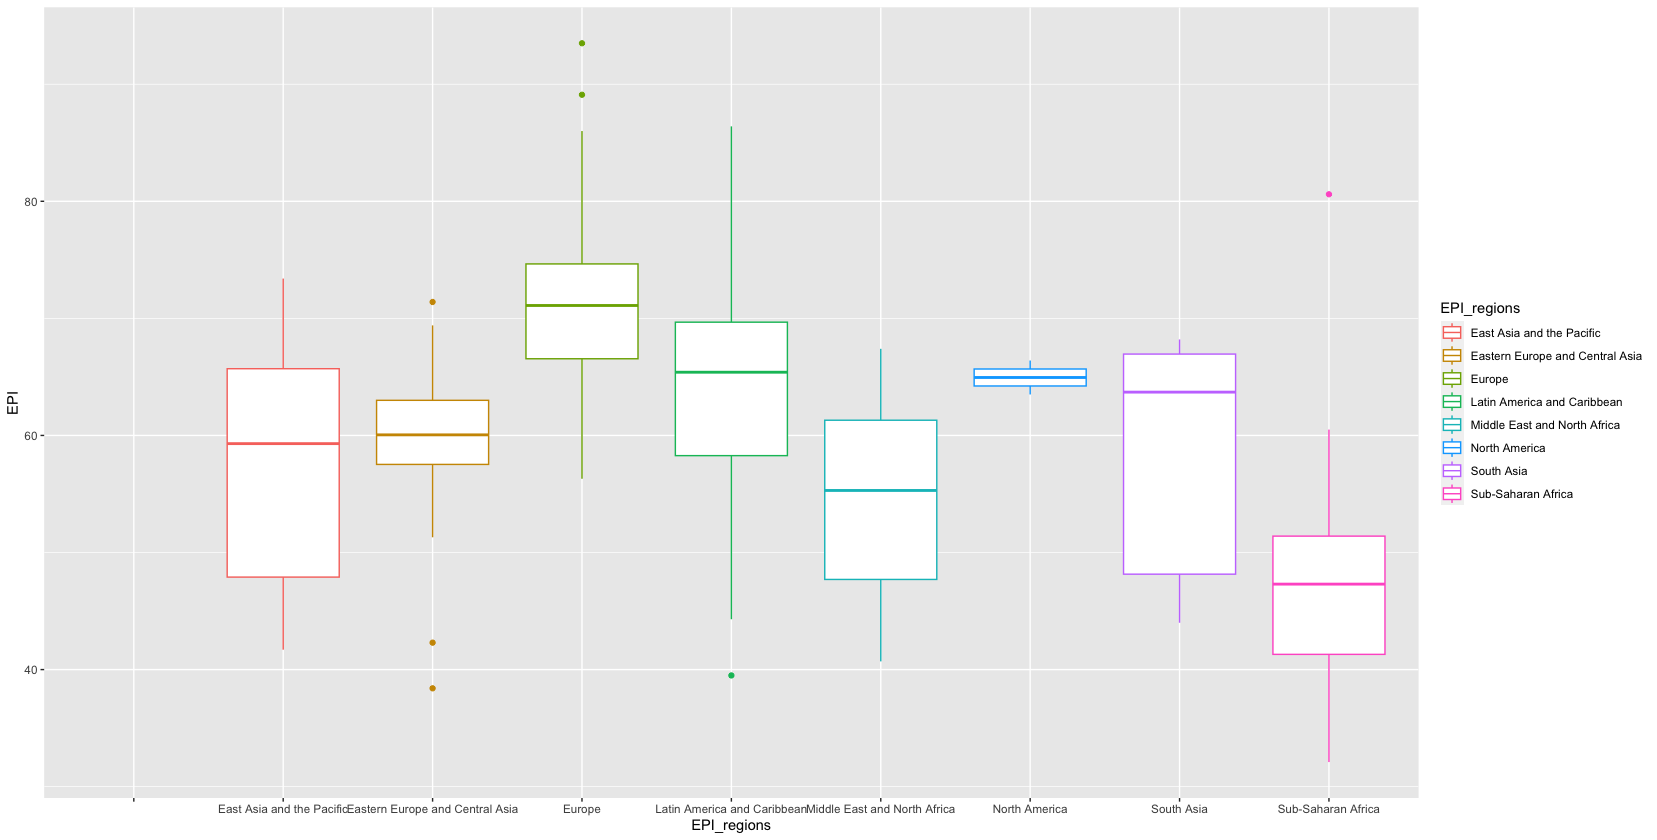 EPI
80
60
40
East Asia and the Pacific
Eastern Europe and Central Asia
Europe
Latin America and Caribbean
Middle East and North Africa
North America
South Asia
Sub-Saharan Africa
EPI_regions
EPI_regions
East Asia and the Pacific
Eastern Europe and Central Asia
Europe
Latin America and Caribbean
Middle East and North Africa
North America
South Asia
Sub-Saharan Africa